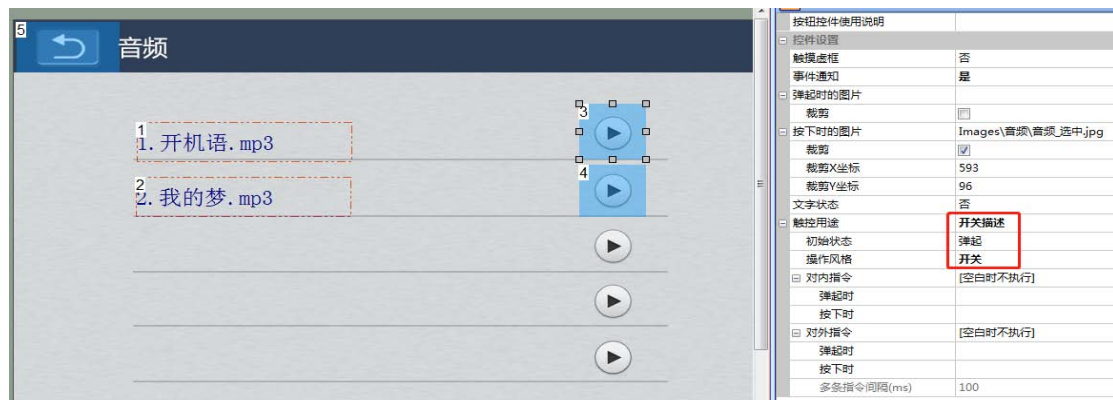 5
音频
3
1
1. 开机语.mp3
4
2
2. 我的梦.mp3
按钮控件使用说明
控件设置
触摸虚框 否
事件通知 是
弹起时的图片
裁剪
按下时的图片 Images\音频\音频_选中.jpg
裁剪
裁剪X坐标 593
裁剪Y坐标 96
文字状态 否
触控用途 开关描述
初始状态 弹起
操作风格 开关
对内指令 [空白时不执行]
弹起时
按下时
对外指令 [空白时不执行]
弹起时
按下时
多条指令间隔(ms) 100